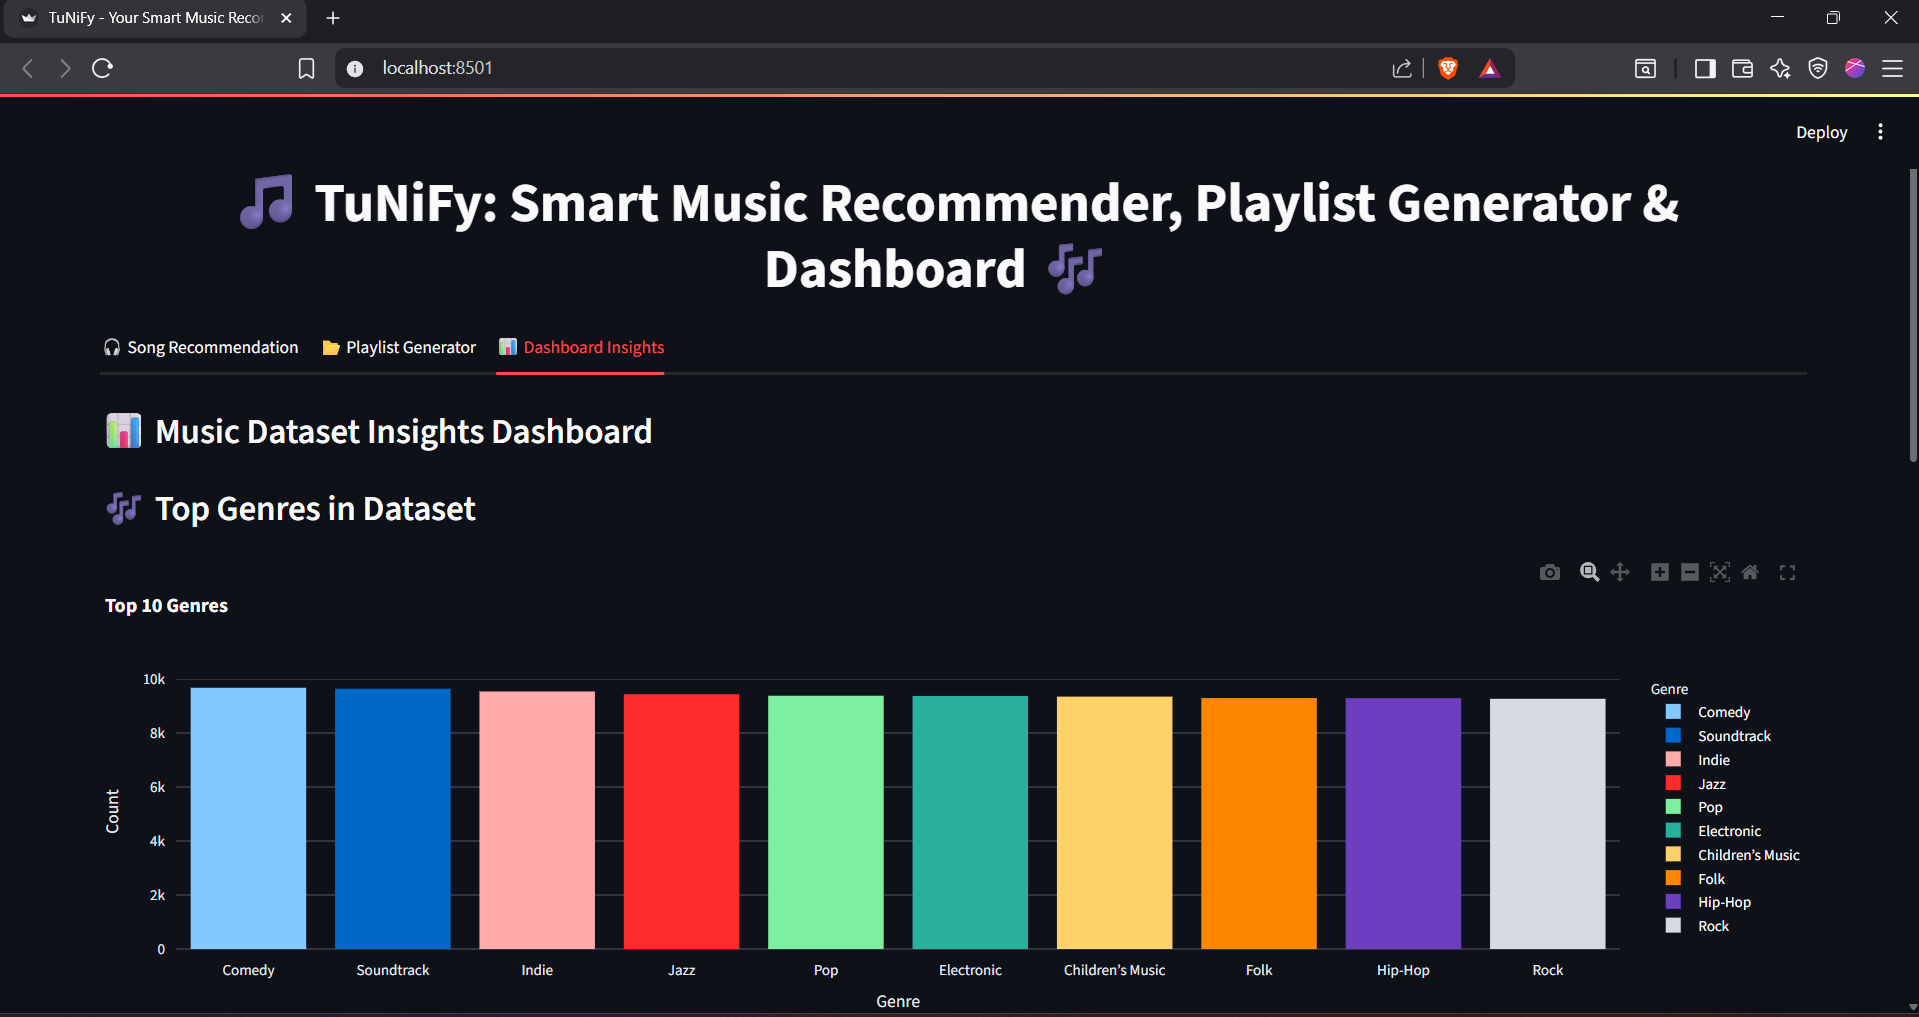 TuNiFy - Your Smart Music Recor
localhost:8501
Deploy
TuNiFy: Smart Music Recommender, Playlist Generator &
Dashboard
Song Recommendation
Playlist Generator
Dashboard Insights
Music Dataset Insights Dashboard
Top Genres in Dataset
Top 10 Genres
10k
8k
6k
4k
2k
0
Count
Comedy
Soundtrack
Indie
Jazz
Pop
Electronic
Children's Music
Folk
Hip-Hop
Rock
Genre
Genre
Comedy
Soundtrack
Indie
Jazz
Pop
Electronic
Children's Music
Folk
Hip-Hop
Rock